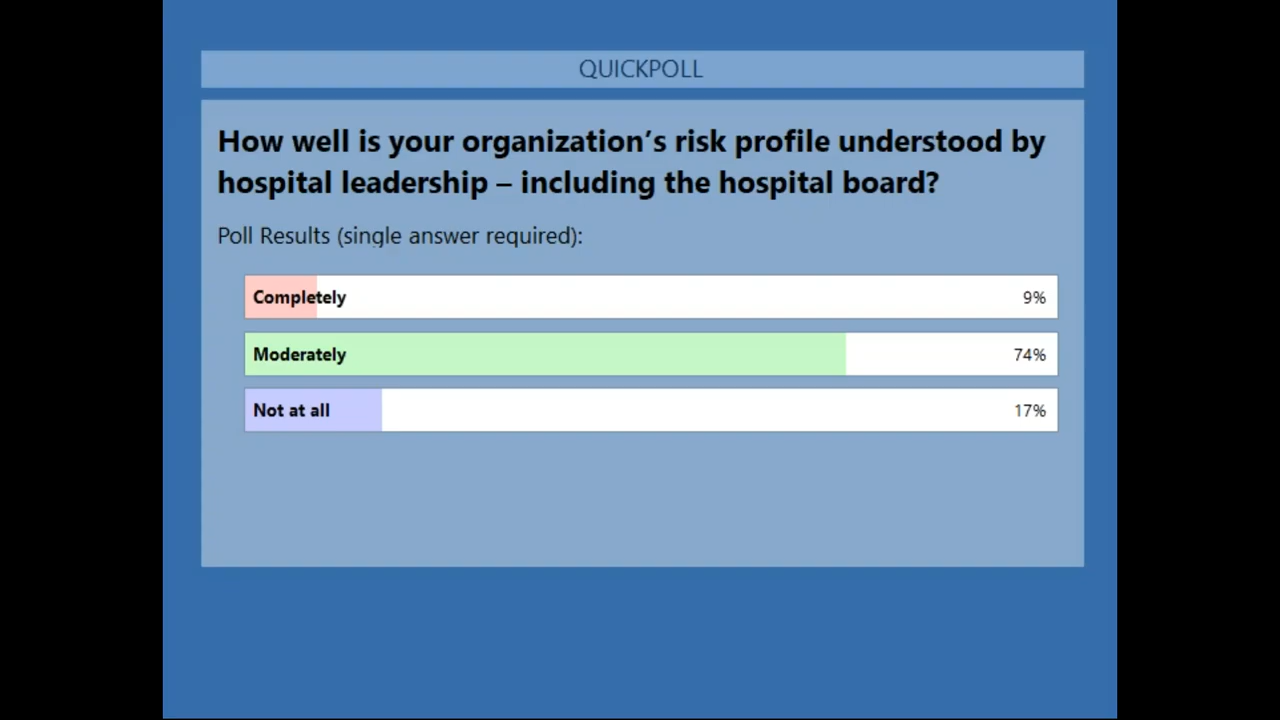 QUICKPOLL
How well is your organization’s risk profile understood by
hospital leadership – including the hospital board?
Poll Results (single answer required):
Completely 9%
Moderately 74%
Not at all 17%